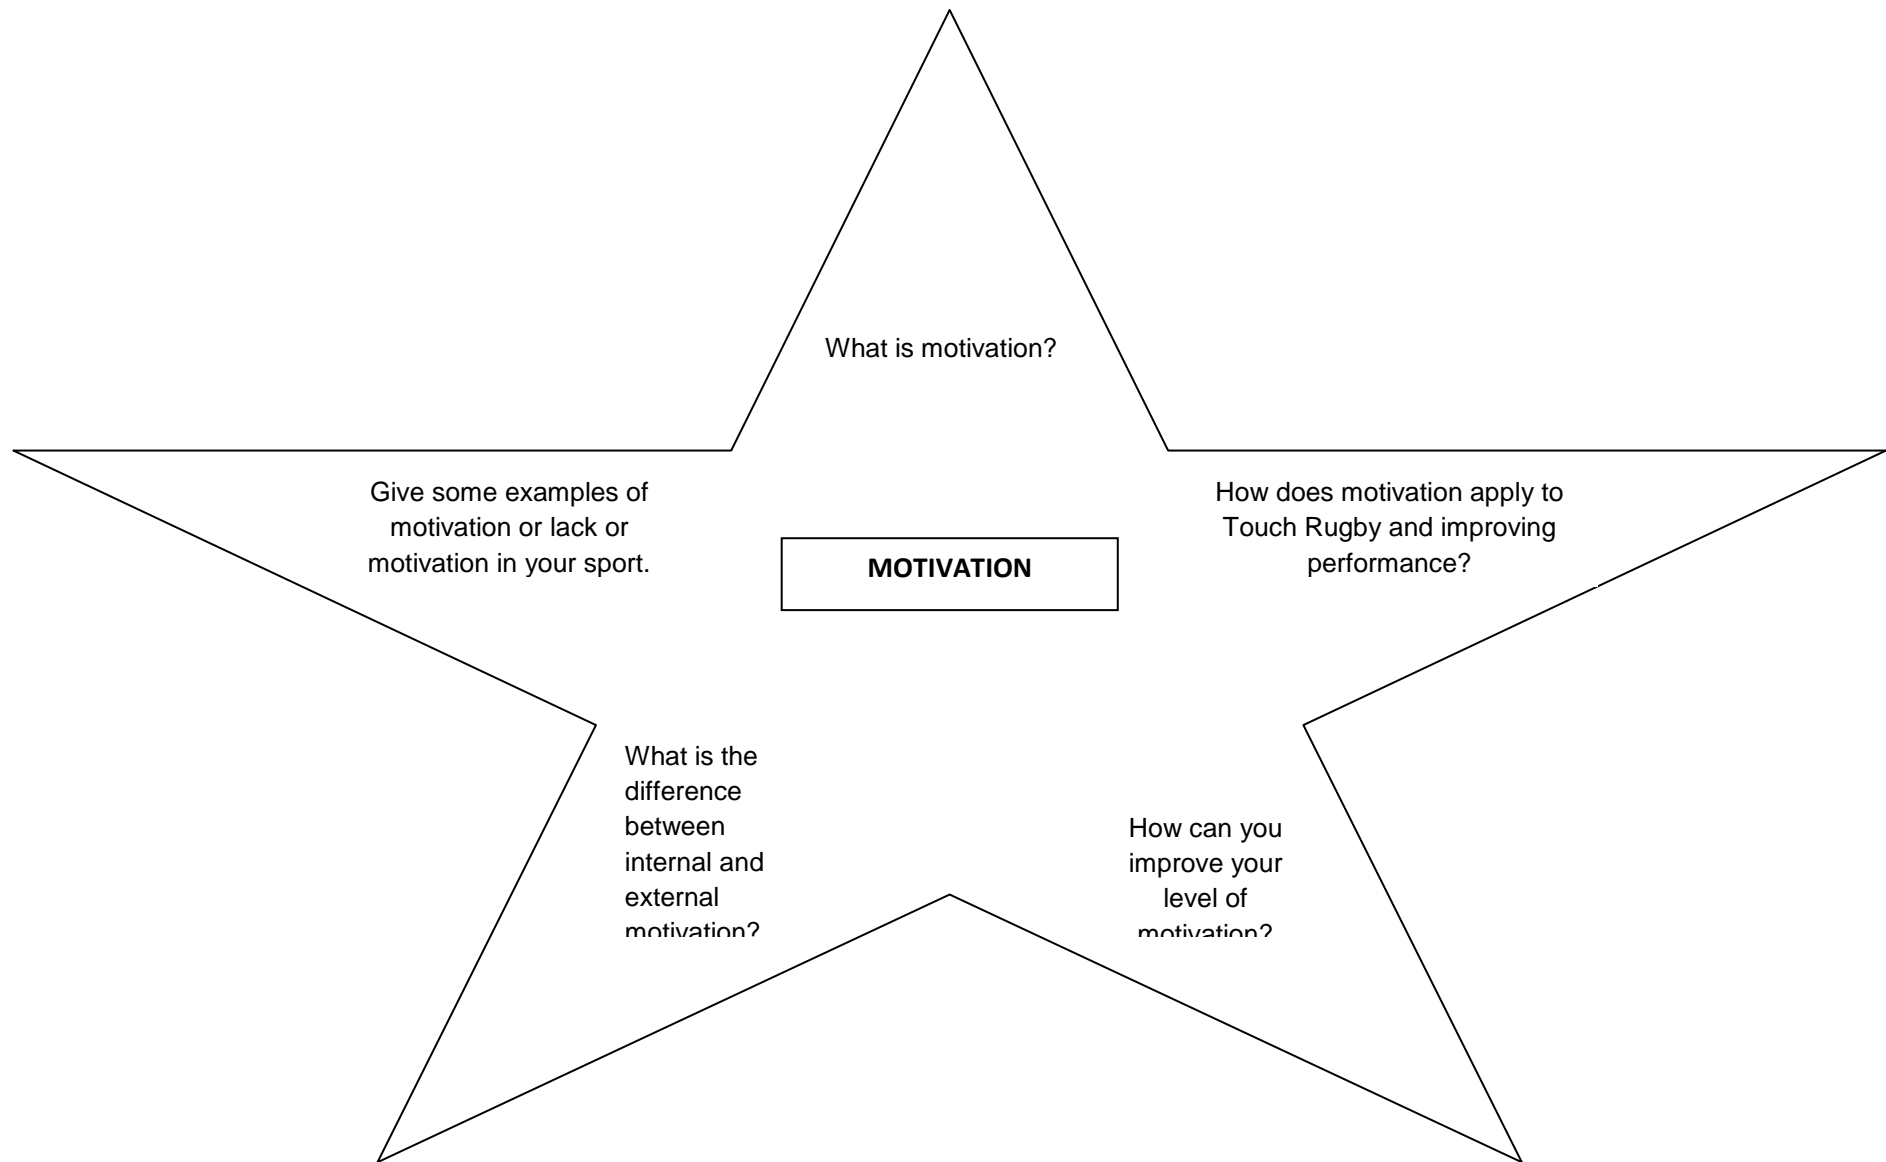 What is motivation?
Give some examples of
motivation or lack or
motivation in your sport.
How does motivation apply to
Touch Rugby and improving
performance?
MOTIVATION
What is the
difference
between
internal and
external
motivation?
How can you
improve your
level of
motivation?